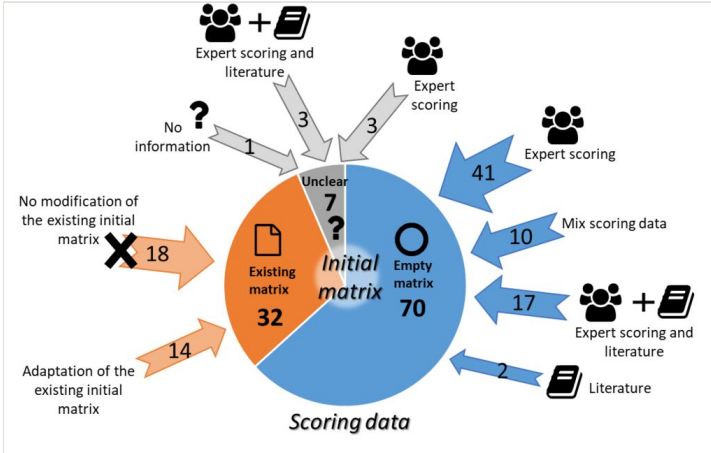 Expert scoring and
literature
Expert
scoring
?
No
information
3
3
1
Expert scoring
41
No modification of
the existing initial
matrix
18
Unclear
7
?
Mix scoring data
10
Existing
matrix
32
Initial
matrix
Empty
matrix
70
17
Expert scoring and
literature
14
Adaptation of the
existing initial
matrix
2
Literature
Scoring data